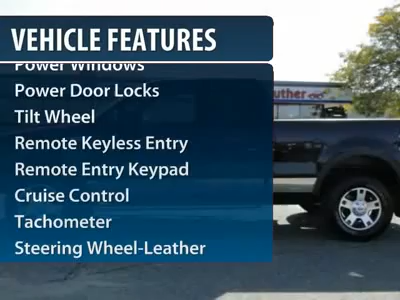 VEHICLE FEATURES
Power Windows
Power Door Locks
Tilt Wheel
Remote Keyless Entry
Remote Entry Keypad
Cruise Control
Tachometer
Steering Wheel-Leather